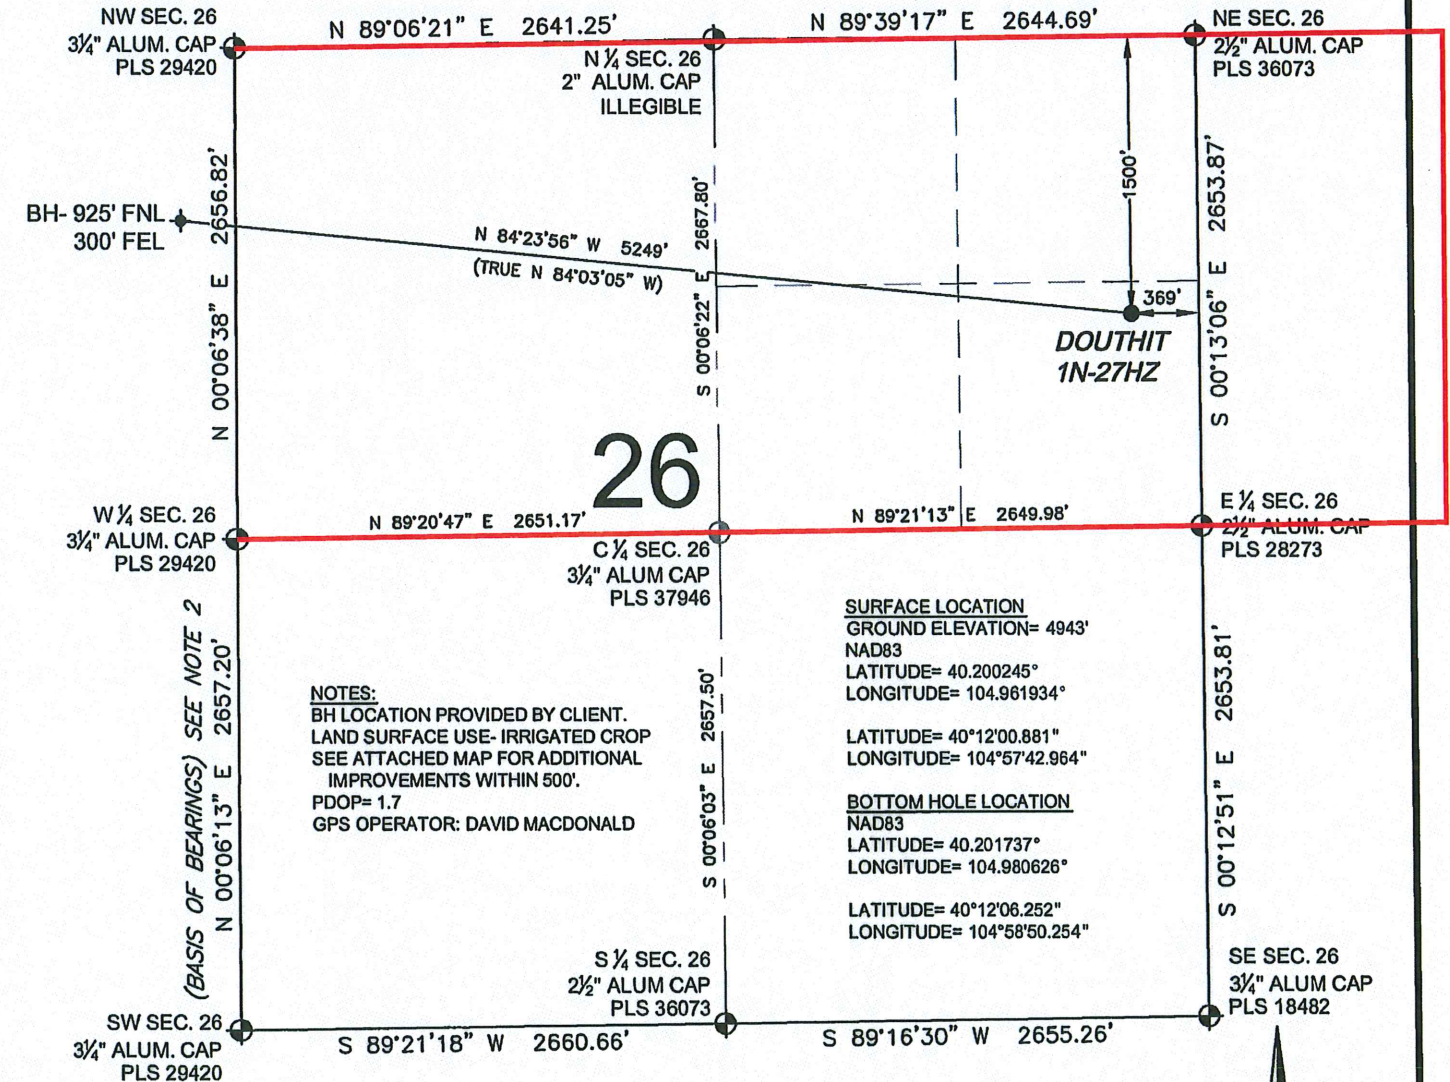 NW SEC. 26
3¼" ALUM. CAP
PLS 29420
N 89°06'21" E 2641.25'
N ¼ SEC. 26
2" ALUM. CAP
ILLEGIBLE
N 89°39'17" E 2644.69'
NE SEC. 26
2½" ALUM. CAP
PLS 36073
N 00°06'38" E 2656.82'
BH- 925' FNL
300' FEL
N 84°23'56" W 5249'
(TRUE N 84°03'05" W)
S 00°06'22" E 2667.80'
1500'
369'
DOUTHIT
1N-27HZ
S 00°13'06" E 2653.87'
26
W ¼ SEC. 26
3¼" ALUM. CAP
PLS 29420
N 89°20'47" E 2651.17'
C ¼ SEC. 26
3¼" ALUM CAP
PLS 37946
N 89°21'13" E 2649.98'
E ¼ SEC. 26
2½" ALUM. CAP
PLS 28273
(BASIS OF BEARINGS) SEE NOTE 2
N 00°06'13" E 2657.20'
NOTES:
BH LOCATION PROVIDED BY CLIENT.
LAND SURFACE USE- IRRIGATED CROP
SEE ATTACHED MAP FOR ADDITIONAL
IMPROVEMENTS WITHIN 500'.
PDOP= 1.7
GPS OPERATOR: DAVID MACDONALD
S 00°06'03" E 2657.50'
SURFACE LOCATION
GROUND ELEVATION= 4943'
NAD83
LATITUDE= 40.200245°
LONGITUDE= 104.961934°
LATITUDE= 40°12'00.881"
LONGITUDE= 104°57'42.964"
BOTTOM HOLE LOCATION
NAD83
LATITUDE= 40.201737°
LONGITUDE= 104.980626°
LATITUDE= 40°12'06.252"
LONGITUDE= 104°58'50.254"
S 00°12'51" E 2653.81'
SW SEC. 26
3¼" ALUM. CAP
PLS 29420
S 89°21'18" W 2660.66'
S ¼ SEC. 26
2½" ALUM CAP
PLS 36073
S 89°16'30" W 2655.26'
SE SEC. 26
3¼" ALUM CAP
PLS 18482